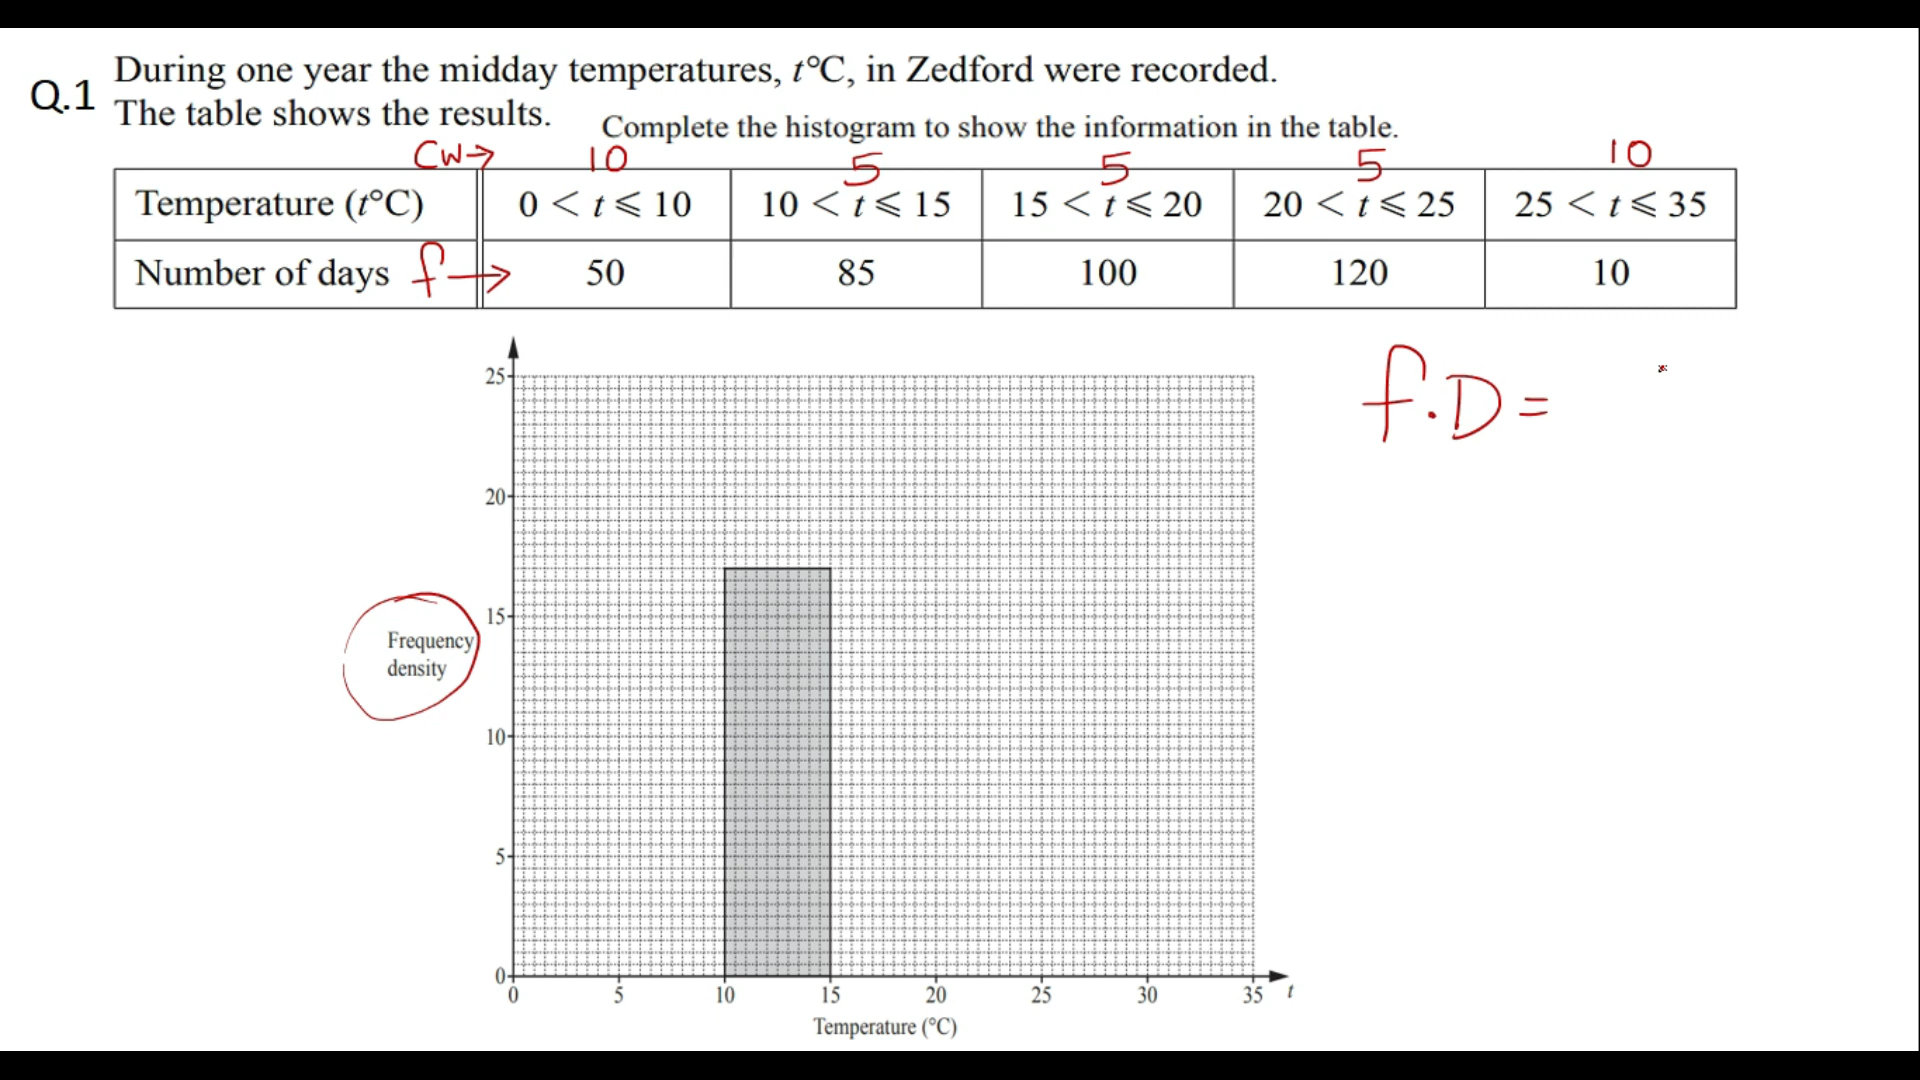 During one year the midday temperatures, t°C, in Zedford were recorded.
Q.1
The table shows the results.
Complete the histogram to show the information in the table.
CW→ 10 5 5 5 10
Temperature (t°C) 0 < t ⩽ 10 10 < t ⩽ 15 15 < t ⩽ 20 20 < t ⩽ 25 25 < t ⩽ 35
Number of days f→ 50 85 100 120 10
f.D=
25
20
15
Frequency
density
10
5
0
0 5 10 15 20 25 30 35 t
Temperature (°C)